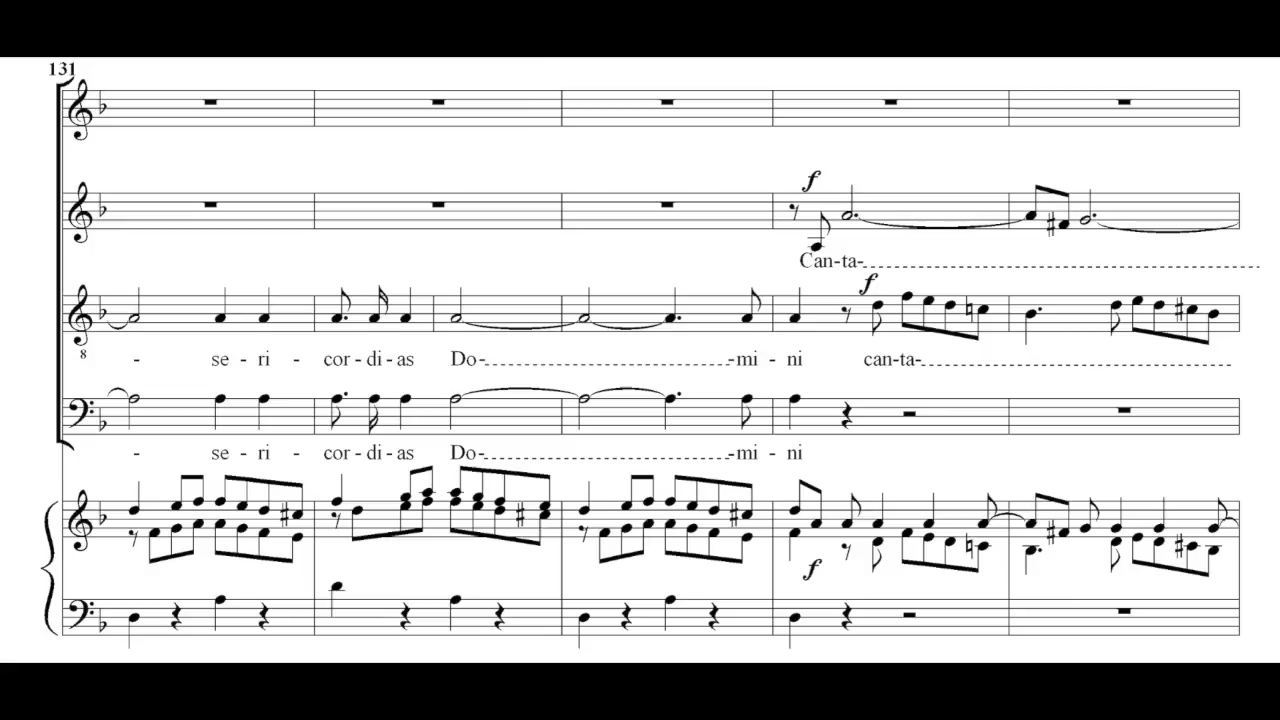 131
f
Can-ta-
f
8
- se - ri - cor - di - as Do- -mi - ni can-ta-
- se - ri - cor - di - as Do- -mi - ni
f